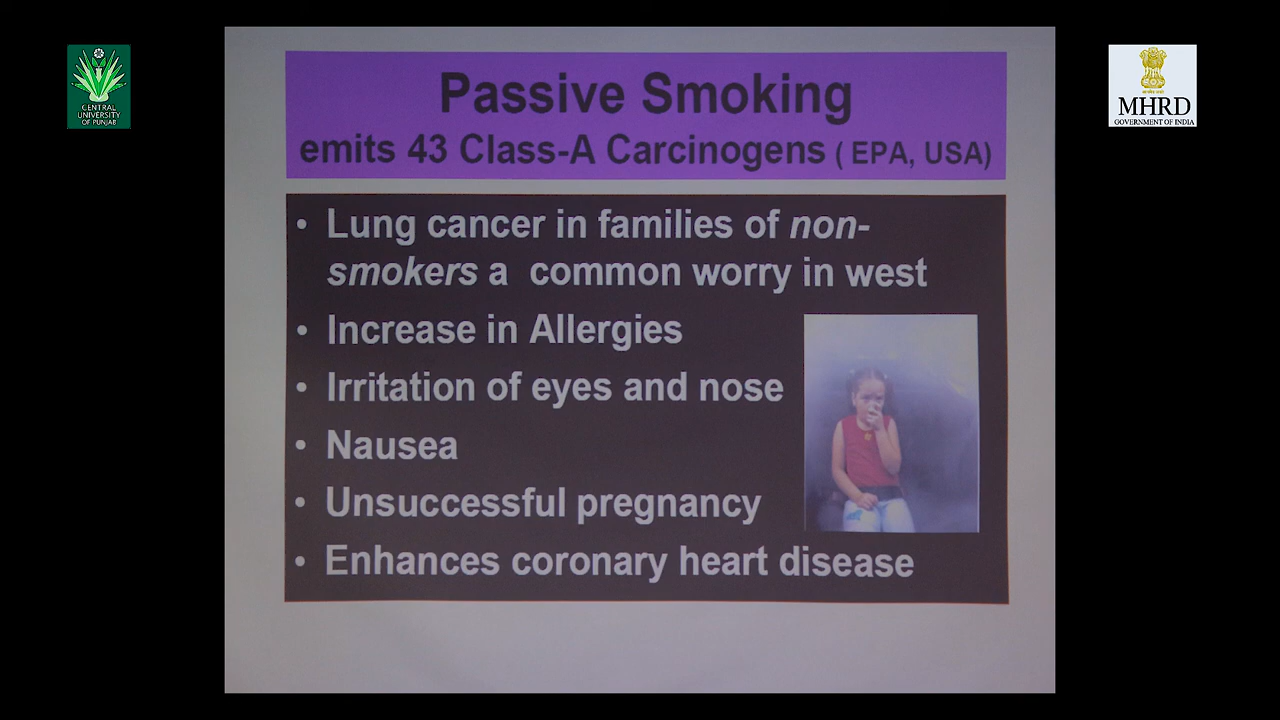 CENTRAL
UNIVERSITY
OF PUNJAB
MHRD
GOVERNMENT OF INDIA
Passive Smoking
emits 43 Class-A Carcinogens ( EPA, USA)
• Lung cancer in families of non-
smokers a common worry in west
• Increase in Allergies
• Irritation of eyes and nose
• Nausea
• Unsuccessful pregnancy
• Enhances coronary heart disease